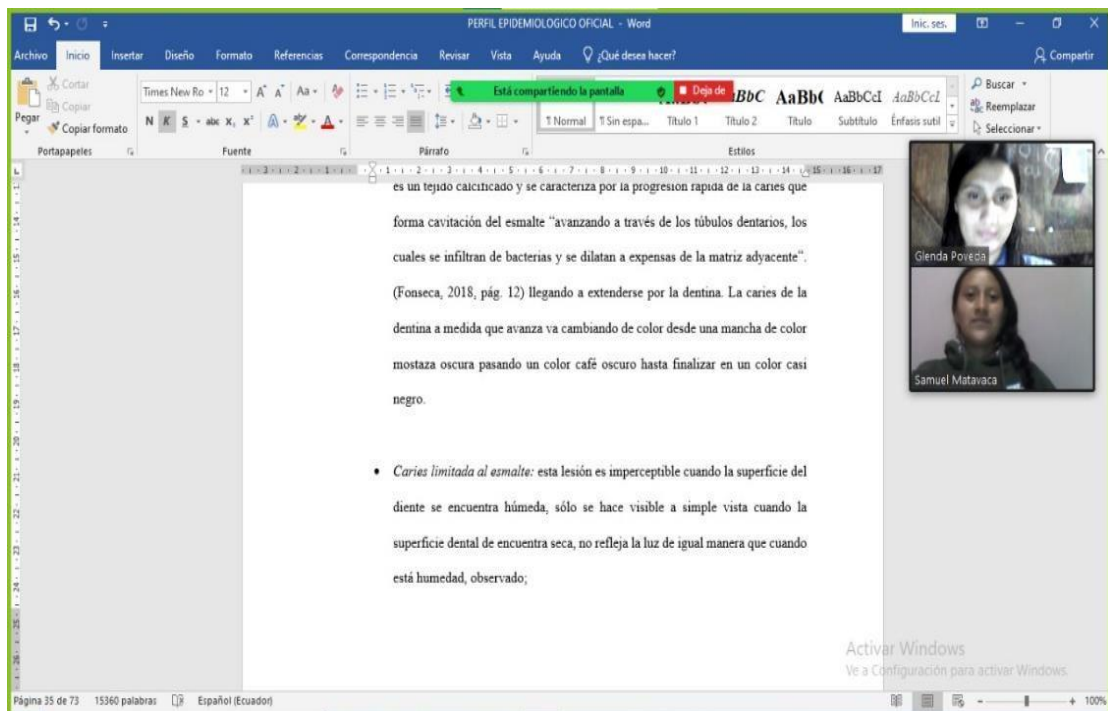 PERFIL EPIDEMIOLOGICO OFICIAL - Word
Inic. ses.
Archivo Inicio Insertar Diseño Formato Referencias Correspondencia Revisar Vista Ayuda ¿Qué desea hacer? Compartir
Pegar
Cortar
Copiar
Copiar formato
Portapapeles
Times New Ro 12
N K S abc X, X²
Fuente
Párrafo
Está compartiendo la pantalla
Deja de
BbC AaBb( AaBbCcI AaBbCcI
¶ Normal ¶ Sin espa... Título 1 Título 2 Título Subtítulo Énfasis sutil
Estilos
Buscar
Reemplazar
Seleccionar
es un tejido calcificado y se caracteriza por la progresión rápida de la caries que
forma cavitación del esmalte “avanzando a través de los túbulos dentarios, los
cuales se infiltran de bacterias y se dilatan a expensas de la matriz adyacente“.
(Fonseca, 2018, pág. 12) llegando a extenderse por la dentina. La caries de la
dentina a medida que avanza va cambiando de color desde una mancha de color
mostaza oscura pasando un color café oscuro hasta finalizar en un color casi
negro.
• Caries limitada al esmalte: esta lesión es imperceptible cuando la superficie del
diente se encuentra húmeda, sólo se hace visible a simple vista cuando la
superficie dental de encuentra seca, no refleja la luz de igual manera que cuando
está humedad, observado;
Glenda Poveda
Samuel Matavaca
Activar Windows
Ve a Configuración para activar Windows.
Página 35 de 73 15360 palabras Español (Ecuador) 100%